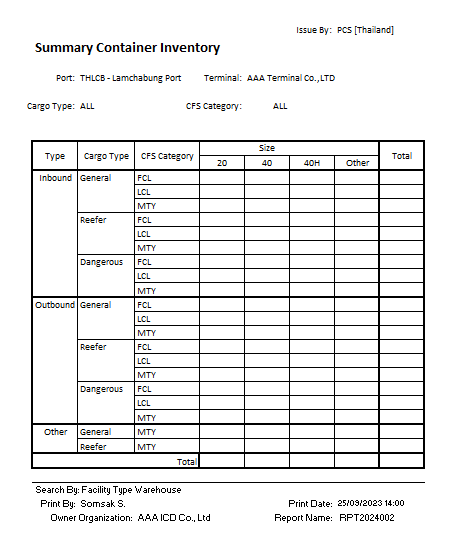 Issue By: PCS [Thailand]
Summary Container Inventory
Port: THLCB - Lamchabung Port Terminal: AAA Terminal Co.,LTD
Cargo Type: ALL CFS Category: ALL
Type Cargo Type CFS Category Size Total
20 40 40H Other
Inbound General FCL
LCL
MTY
Reefer FCL
LCL
MTY
Dangerous FCL
LCL
MTY
Outbound General FCL
LCL
MTY
Reefer FCL
LCL
MTY
Dangerous FCL
LCL
MTY
Other General MTY
Reefer MTY
Total
Search By: Facility Type Warehouse
Print By: Somsak S. Print Date: 25/09/2023 14:00
Owner Organization: AAA ICD Co., Ltd Report Name: RPT2024002